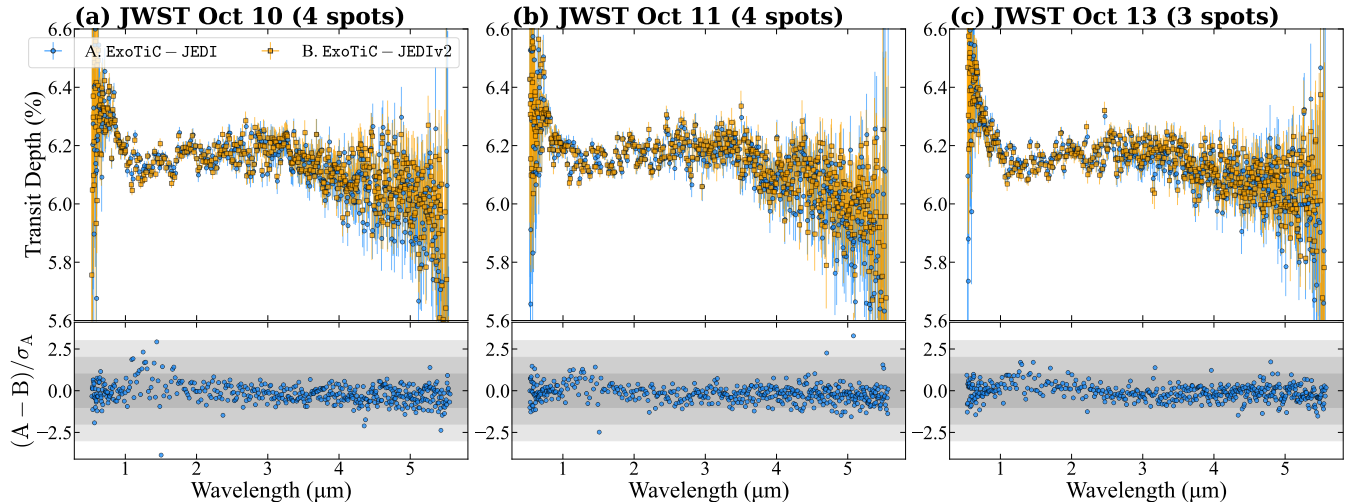 (a) JWST Oct 10 (4 spots)
(b) JWST Oct 11 (4 spots)
(c) JWST Oct 13 (3 spots)
A. ExoTiC−JEDI
B. ExoTiC−JEDIv2
Transit Depth (%)
6.6
6.4
6.2
6.0
5.8
5.6
6.6
6.4
6.2
6.0
5.8
5.6
6.6
6.4
6.2
6.0
5.8
5.6
(A − B)/σA
2.5
0.0
−2.5
2.5
0.0
−2.5
2.5
0.0
−2.5
1 2 3 4 5
1 2 3 4 5
1 2 3 4 5
Wavelength (μm)
Wavelength (μm)
Wavelength (μm)